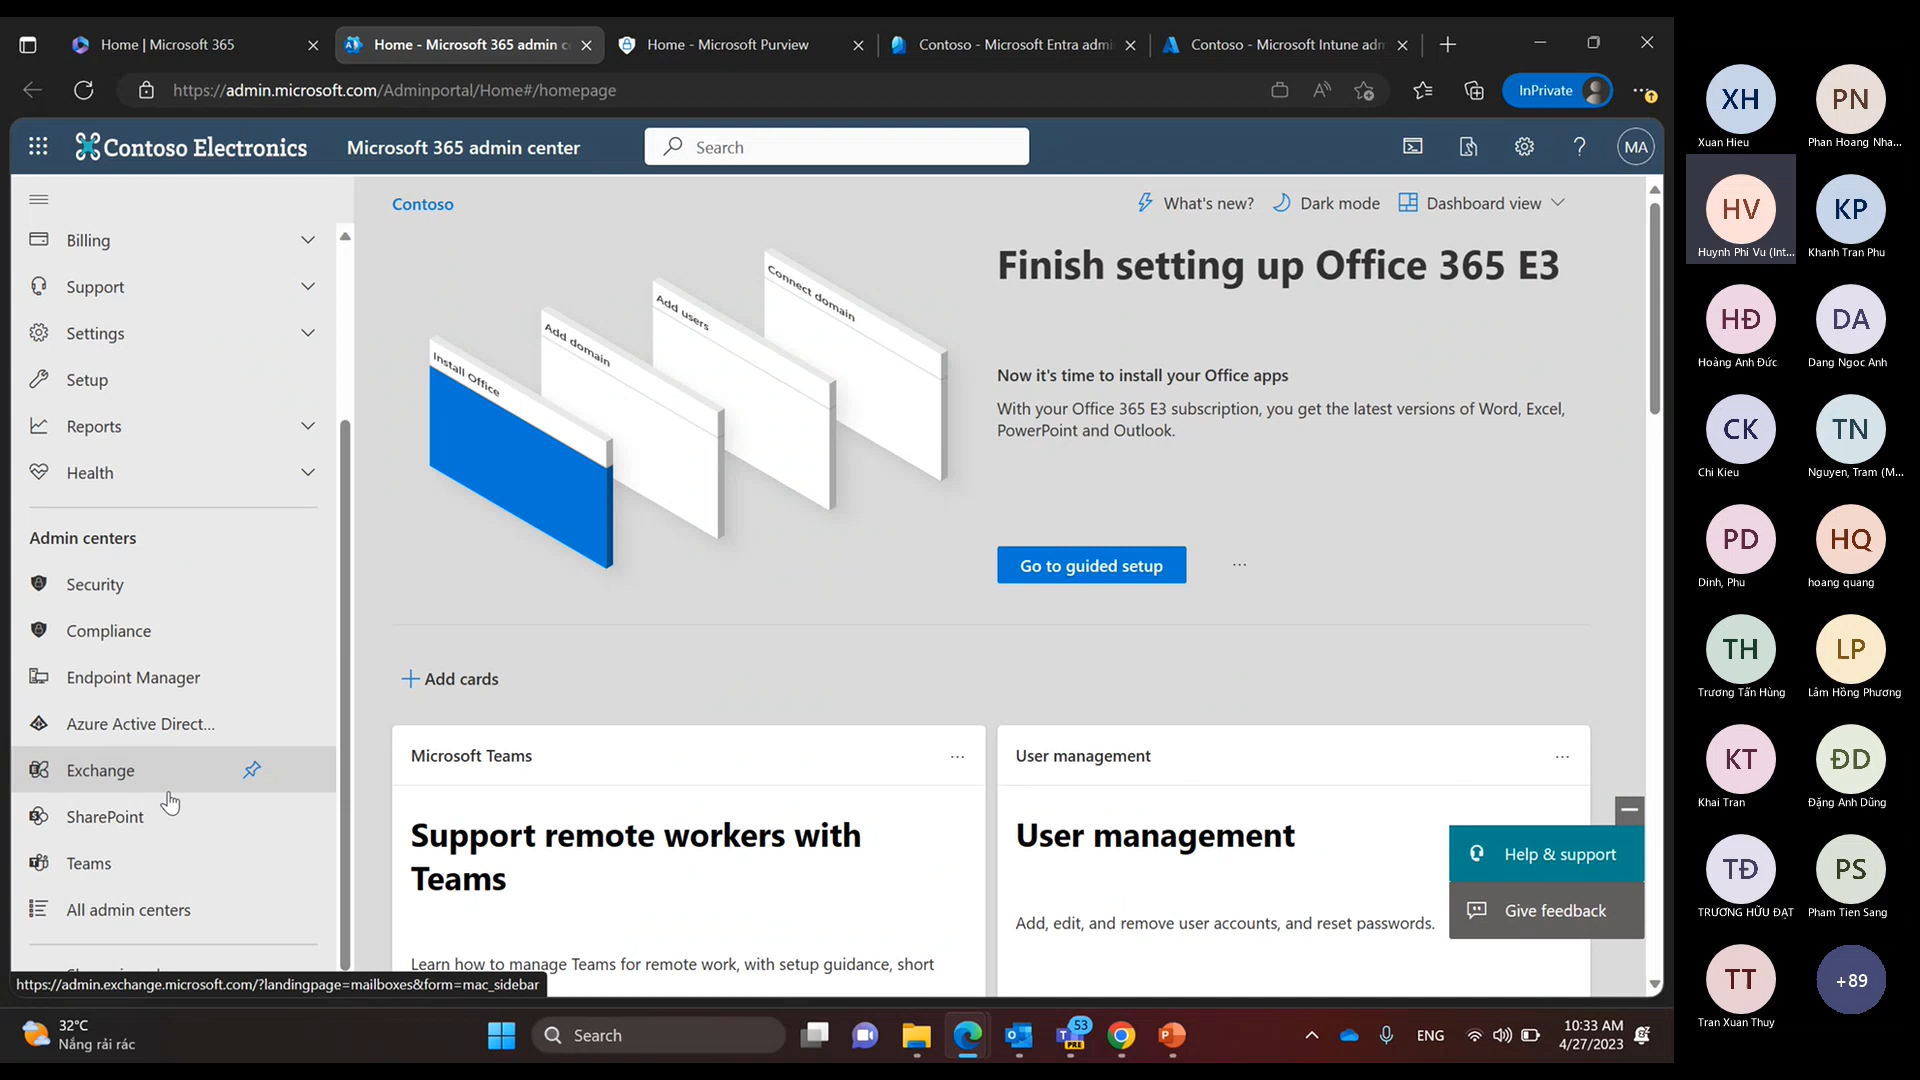 Home | Microsoft 365
Home - Microsoft 365 admin c
Home - Microsoft Purview
Contoso - Microsoft Entra admi
Contoso - Microsoft Intune adm
https://admin.microsoft.com/Adminportal/Home#/homepage
InPrivate
Contoso Electronics
Microsoft 365 admin center
Search
MA
Billing
Support
Settings
Setup
Reports
Health
Admin centers
Security
Compliance
Endpoint Manager
Azure Active Direct...
Exchange
SharePoint
Teams
All admin centers
https://admin.exchange.microsoft.com/?landingpage=mailboxes&form=mac_sidebar
Contoso
What's new?
Dark mode
Dashboard view
Install Office
Add domain
Add users
Connect domain
Finish setting up Office 365 E3
Now it's time to install your Office apps
With your Office 365 E3 subscription, you get the latest versions of Word, Excel,
PowerPoint and Outlook.
Go to guided setup
Add cards
Microsoft Teams
Support remote workers with
Teams
Learn how to manage Teams for remote work, with setup guidance, short
User management
User management
Add, edit, and remove user accounts, and reset passwords.
Help & support
Give feedback
32°C
Nắng rải rác
Search
53
PRE
ENG
10:33 AM
4/27/2023
XH
Xuan Hieu
PN
Phan Hoang Nha...
HV
Huynh Phi Vu (Int...
KP
Khanh Tran Phu
HĐ
Hoàng Anh Đức
DA
Dang Ngoc Anh
CK
Chi Kieu
TN
Nguyen, Tram (M...
PD
Dinh, Phu
HQ
hoang quang
TH
Trương Tấn Hùng
LP
Lâm Hồng Phương
KT
Khai Tran
ĐD
Đặng Anh Dũng
TĐ
TRƯƠNG HỮU ĐẠT
PS
Pham Tien Sang
TT
Tran Xuan Thuy
+89